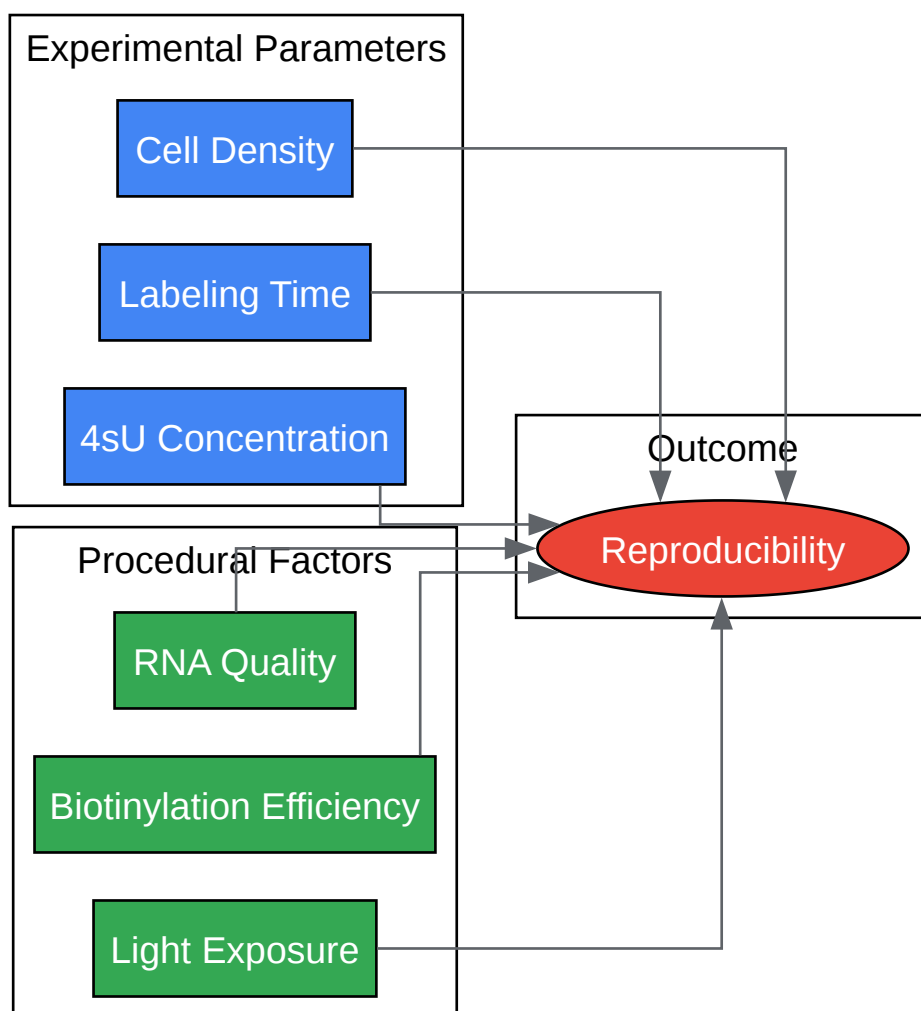 Experimental Parameters
Cell Density
Labeling Time
4sU Concentration
Outcome
Reproducibility
Procedural Factors
RNA Quality
Biotinylation Efficiency
Light Exposure